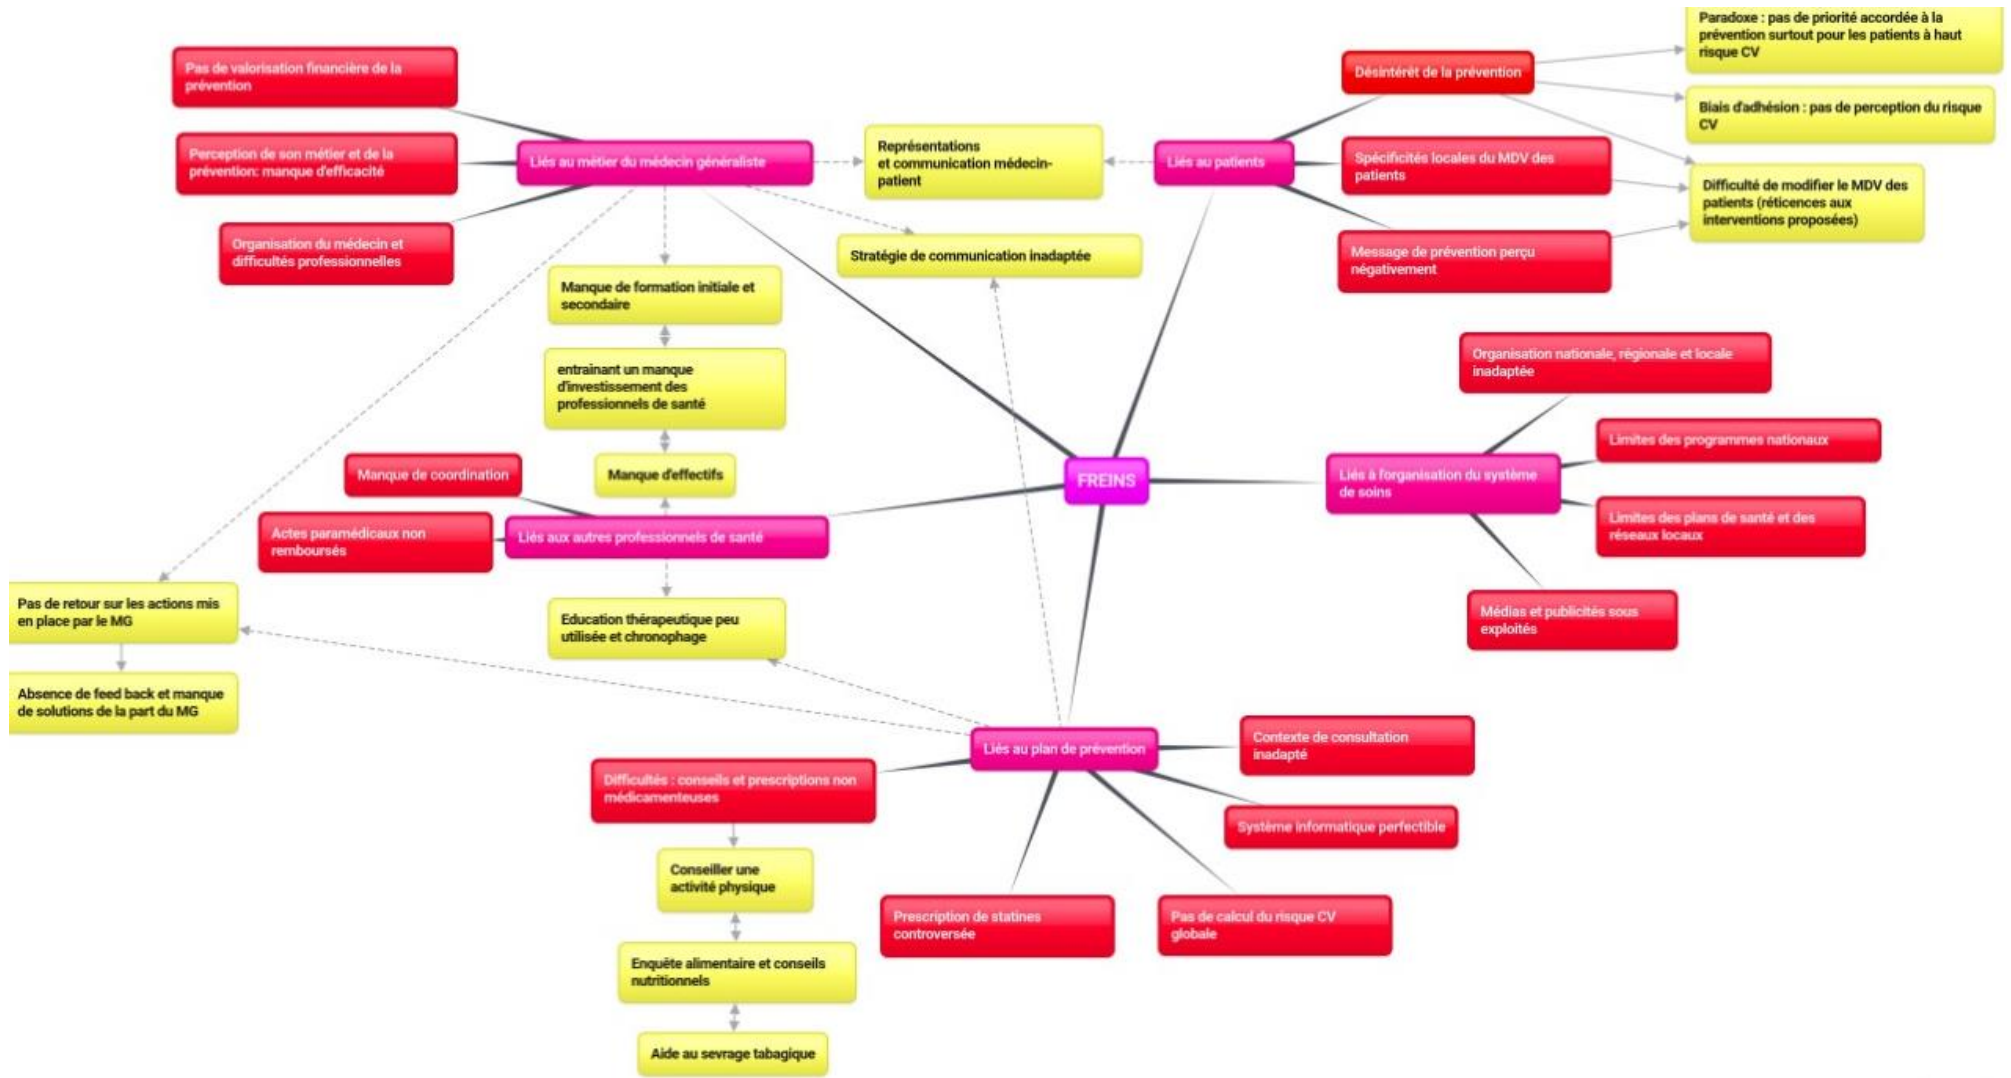 Paradoxe : pas de priorité accordée à la
prévention surtout pour les patients à haut
risque CV
Pas de valorisation financière de la
prévention
Désintérêt de la prévention
Biais d'adhésion : pas de perception du risque
CV
Perception de son métier et de la
prévention: manque d'efficacité
Liés au métier du médecin généraliste
Représentations
et communication médecin-
patient
Liés au patients
Spécificités locales du MDV des
patients
Difficulté de modifier le MDV des
patients (réticences aux
interventions proposées)
Organisation du médecin et
difficultés professionnelles
Stratégie de communication inadaptée
Message de prévention perçu
négativement
Manque de formation initiale et
secondaire
Organisation nationale, régionale et locale
inadaptée
entrainant un manque
d'investissement des
professionnels de santé
Limites des programmes nationaux
Manque de coordination
Manque d'effectifs
FREINS
Liés à l'organisation du système
de soins
Actes paramédicaux non
remboursés
Liés aux autres professionnels de santé
Limites des plans de santé et des
réseaux locaux
Pas de retour sur les actions mis
en place par le MG
Education thérapeutique peu
utilisée et chronophage
Médias et publicités sous
exploités
Absence de feed back et manque
de solutions de la part du MG
Liés au plan de prévention
Contexte de consultation
inadapté
Difficultés : conseils et prescriptions non
médicamenteuses
Système informatique perfectible
Conseiller une
activité physique
Prescription de statines
controversée
Pas de calcul du risque CV
globale
Enquête alimentaire et conseils
nutritionnels
Aide au sevrage tabagique